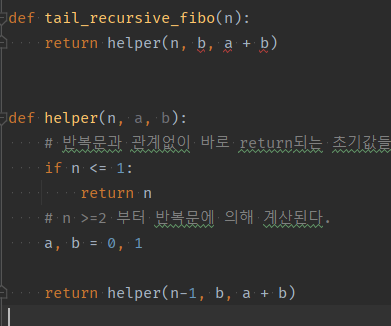 def tail_recursive_fibo(n):
return helper(n, b, a + b)
def helper(n, a, b):
# 반복문과 관계없이 바로 return되는 초기값들
if n <= 1:
return n
# n >=2 부터 반복문에 의해 계산된다.
a, b = 0, 1
return helper(n-1, b, a + b)